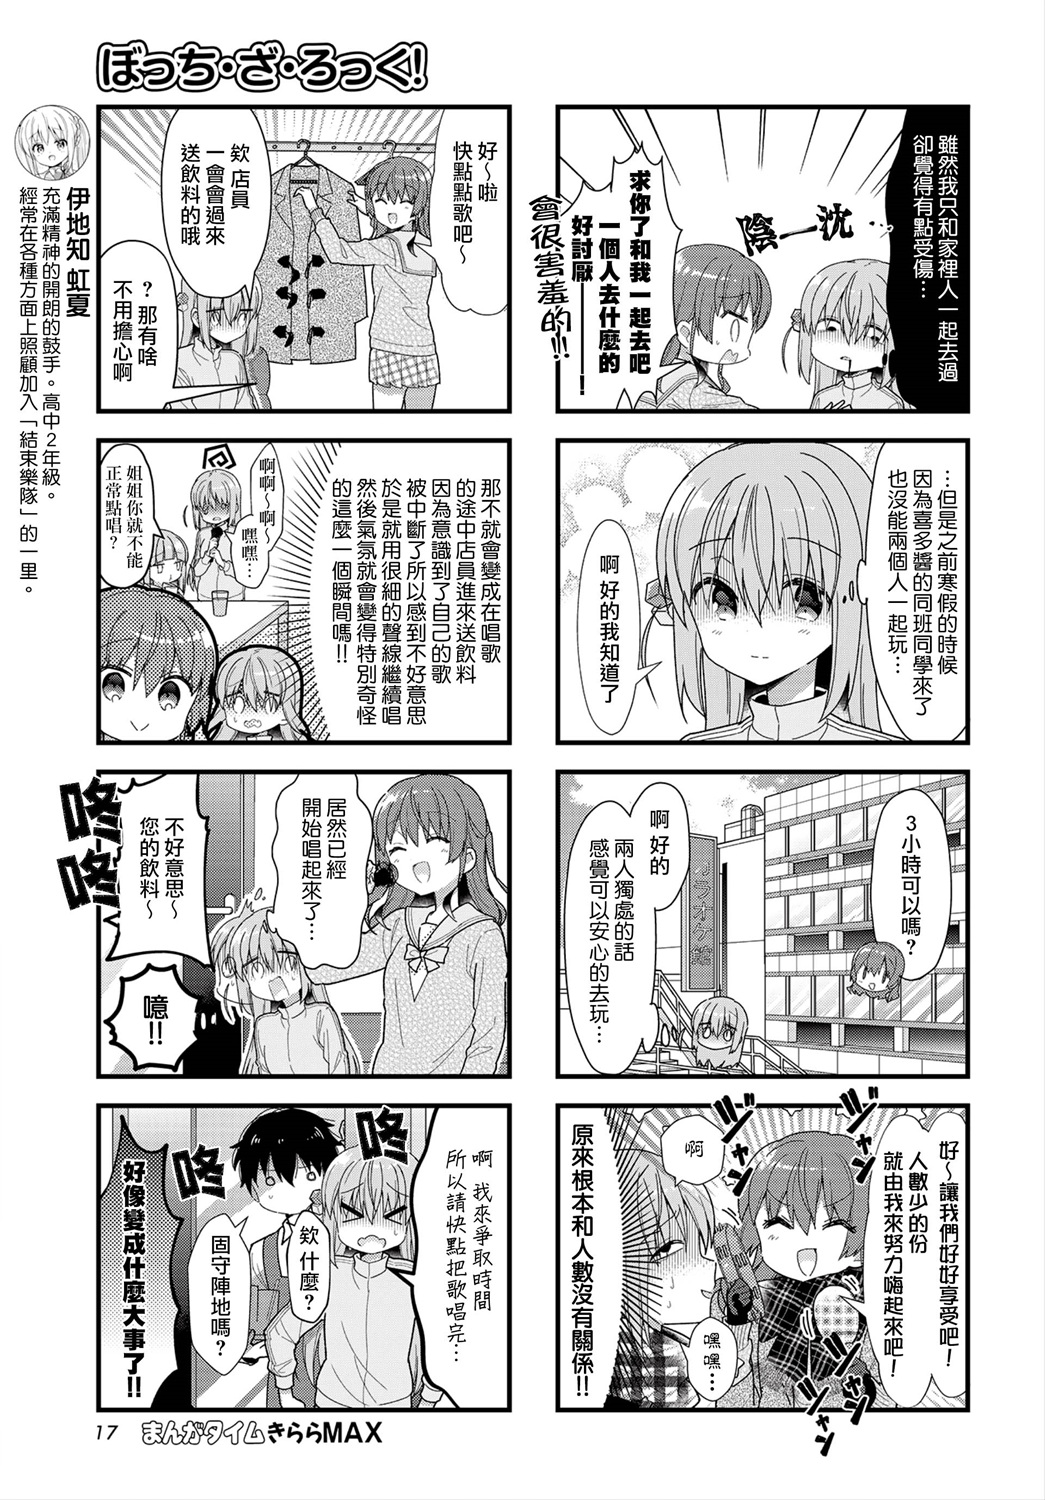 ぼっち・ざ・ろっく!
雖然我只和家裡人一起去過
卻覺得有點受傷…
陰一沈
求你了和我一起去吧
一個人去什麼的
好討厭——!
會很害羞的!!!
…但是之前寒假的時候
因為喜多醬的同班同學來了
也沒能兩個人一起玩…
啊 好的我知道了
3小時可以嗎?
カラオケ館
啊 好的
兩人獨處的話
感覺可以安心的去玩…
好~讓我們好好享受吧!
人數少的份
就由我來努力嗨起來吧!
シャン
シャン
シャン
シャン
啊
嘿嘿…
原來根本和人數沒有關係!!
好~啦
快點點歌吧~
欸 店員
一會會過來
送飲料的哦
? 那有啥
不用擔心啊
那不就會變成在唱歌
的途中店員進來送飲料
因為意識到了自己的歌
被中斷了所以感到不好意思
於是就用很細的聲線繼續唱
然後氣氛就會變得特別奇怪
的這麼一個瞬間嗎!!
啊啊~啊
嘿嘿…
姐姐你就不能
正常點唱?
居然已經
開始唱起來了…
咚
咚
不好意思~
您的飲料~
噫!!
啊 我來爭取時間
所以請快點把歌唱完…
咚
咚
欸 什麼?
固守陣地嗎?
好像變成什麼大事了!!
伊地知 虹夏
充滿精神的開朗的鼓手。高中2年級。
經常在各種方面上照顧加入「結束樂隊」的一里。
17 まんがタイムきららMAX